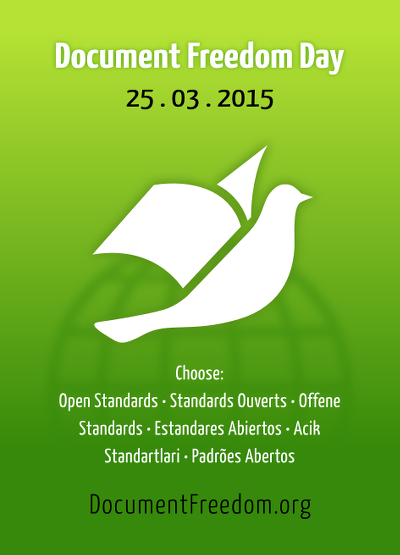 Document Freedom Day
25.03.2015
Choose:
Open Standards • Standards Ouverts • Offene
Standards • Estandares Abiertos • Acik
Standartlari • Padrões Abertos
DocumentFreedom.org